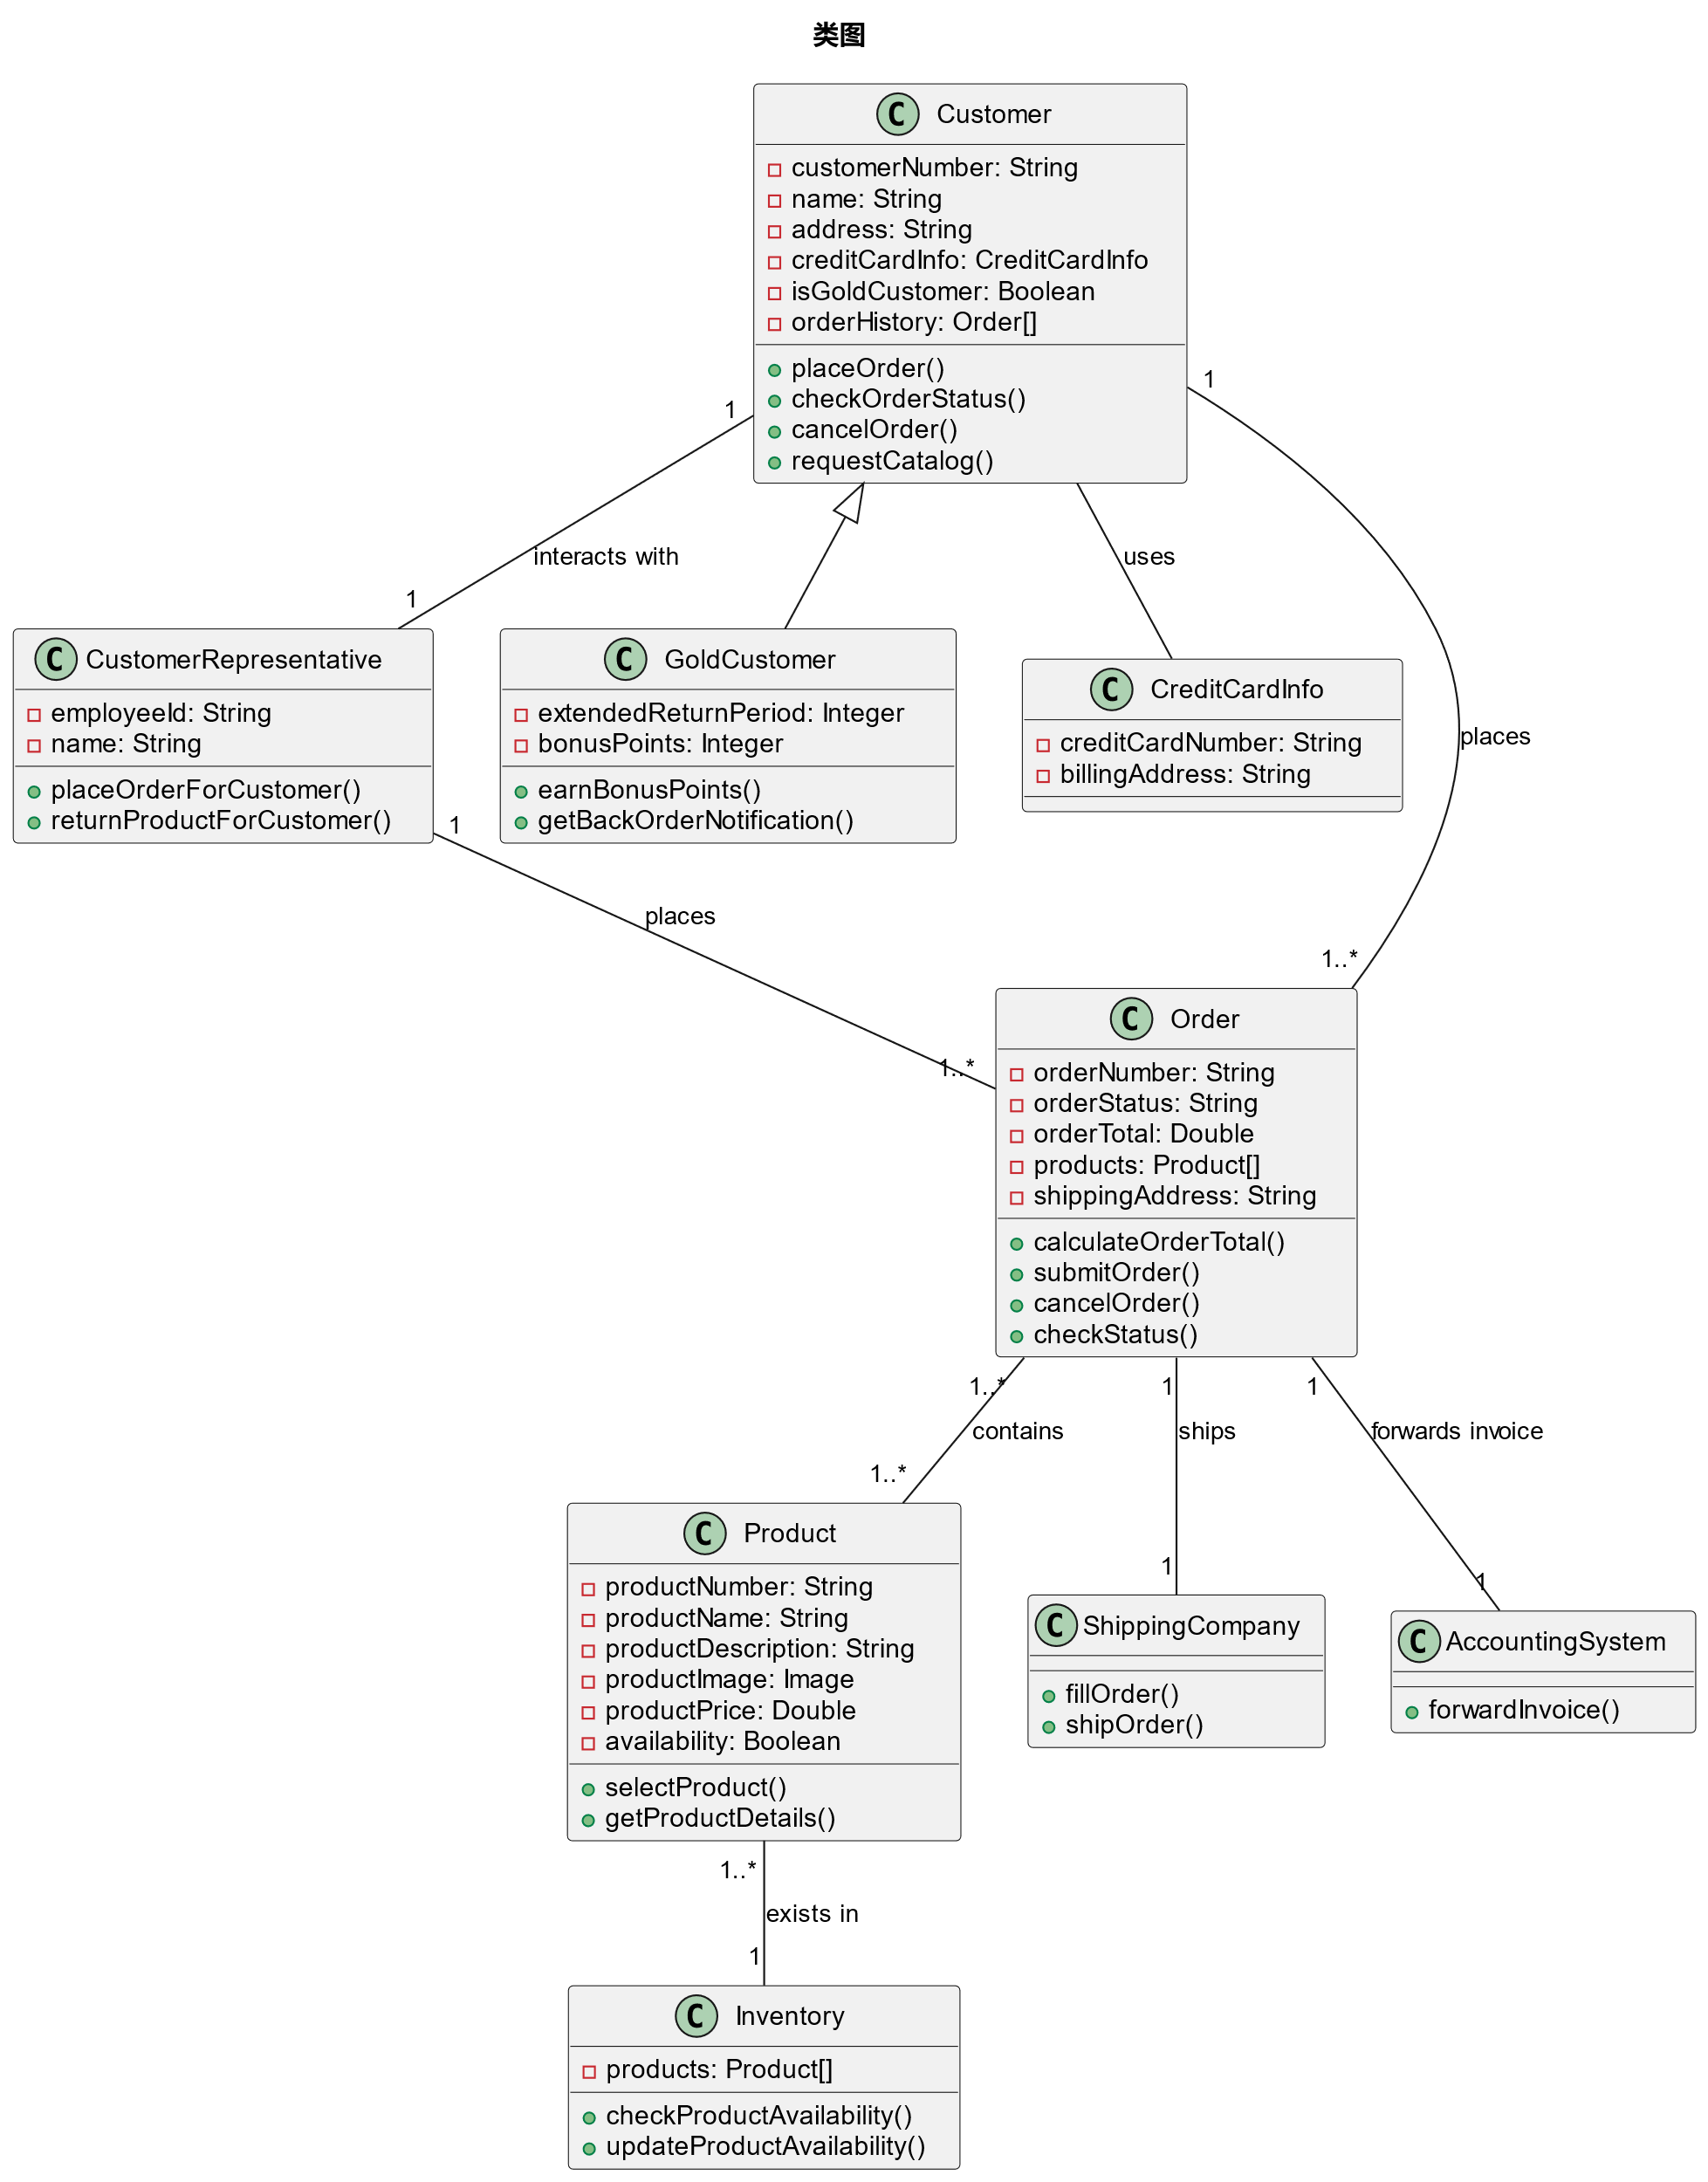 类图
C Customer
customerNumber: String
name: String
address: String
creditCardInfo: CreditCardInfo
isGoldCustomer: Boolean
orderHistory: Order[]
placeOrder()
checkOrderStatus()
cancelOrder()
requestCatalog()
1
1
interacts with
uses
1
C CustomerRepresentative
employeeId: String
name: String
placeOrderForCustomer()
returnProductForCustomer()
C GoldCustomer
extendedReturnPeriod: Integer
bonusPoints: Integer
earnBonusPoints()
getBackOrderNotification()
C CreditCardInfo
creditCardNumber: String
billingAddress: String
places
1
places
1..*
1..*
C Order
orderNumber: String
orderStatus: String
orderTotal: Double
products: Product[]
shippingAddress: String
calculateOrderTotal()
submitOrder()
cancelOrder()
checkStatus()
1..*
1
1
contains
ships
forwards invoice
1..*
1
1
C Product
productNumber: String
productName: String
productDescription: String
productImage: Image
productPrice: Double
availability: Boolean
selectProduct()
getProductDetails()
C ShippingCompany
fillOrder()
shipOrder()
C AccountingSystem
forwardInvoice()
1..*
exists in
1
C Inventory
products: Product[]
checkProductAvailability()
updateProductAvailability()